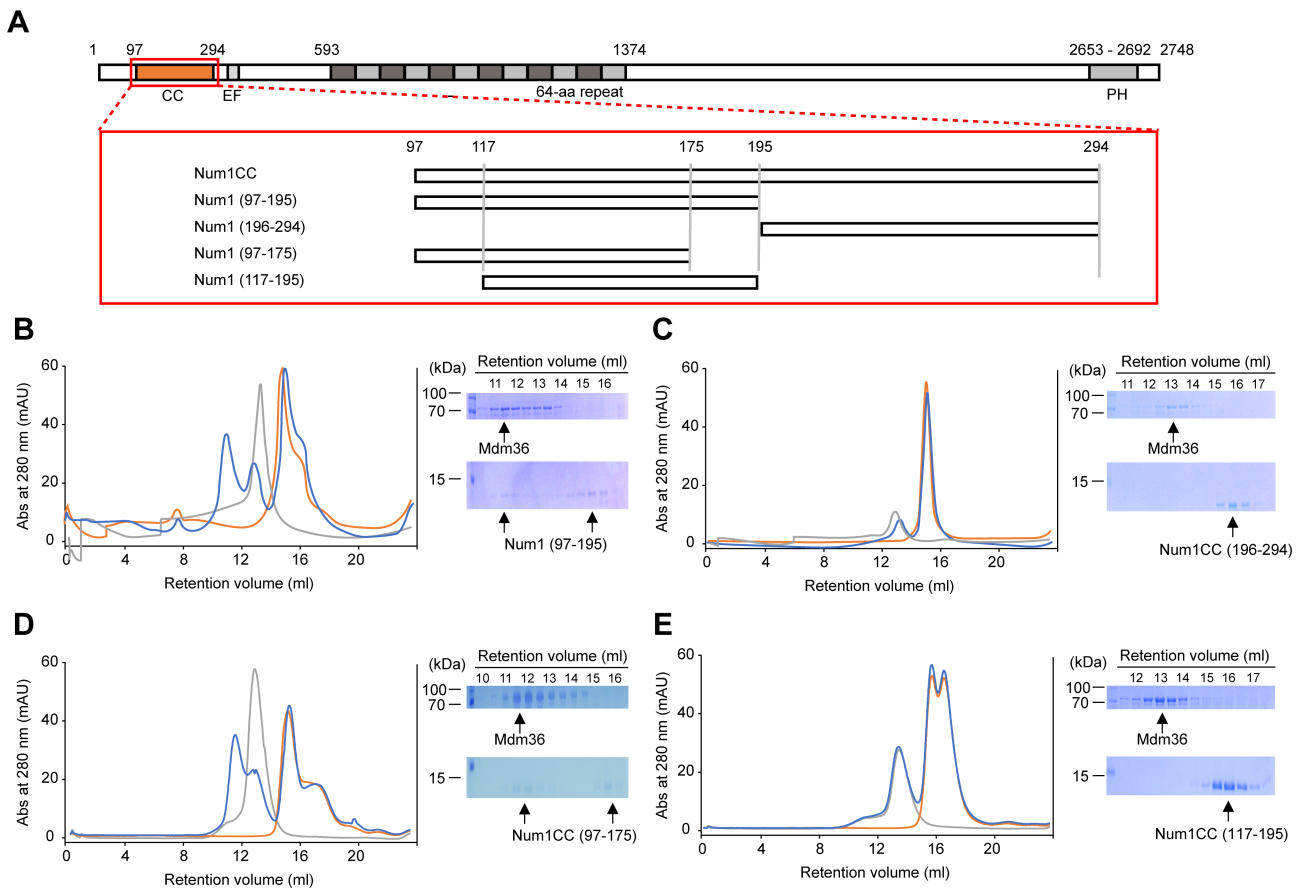 A
1 97 294 593 1374 2653 - 2692 2748
CC EF 64-aa repeat PH
97 117 175 195 294
Num1CC
Num1 (97-195)
Num1 (196-294)
Num1 (97-175)
Num1 (117-195)
B
60
40
20
0
Abs at 280 nm (mAU)
0 4 8 12 16 20
Retention volume (ml)
(kDa) Retention volume (ml)
11 12 13 14 15 16
100
70
Mdm36
15
Num1 (97-195)
C
60
40
20
0
Abs at 280 nm (mAU)
0 4 8 12 16 20
Retention volume (ml)
(kDa) Retention volume (ml)
11 12 13 14 15 16 17
100
70
Mdm36
15
Num1CC (196-294)
D
60
40
20
0
Abs at 280 nm (mAU)
0 4 8 12 16 20
Retention volume (ml)
(kDa) Retention volume (ml)
10 11 12 13 14 15 16
100
70
Mdm36
15
Num1CC (97-175)
E
60
40
20
0
Abs at 280 nm (mAU)
0 4 8 12 16 20
Retention volume (ml)
(kDa) Retention volume (ml)
12 13 14 15 16 17
100
70
Mdm36
15
Num1CC (117-195)